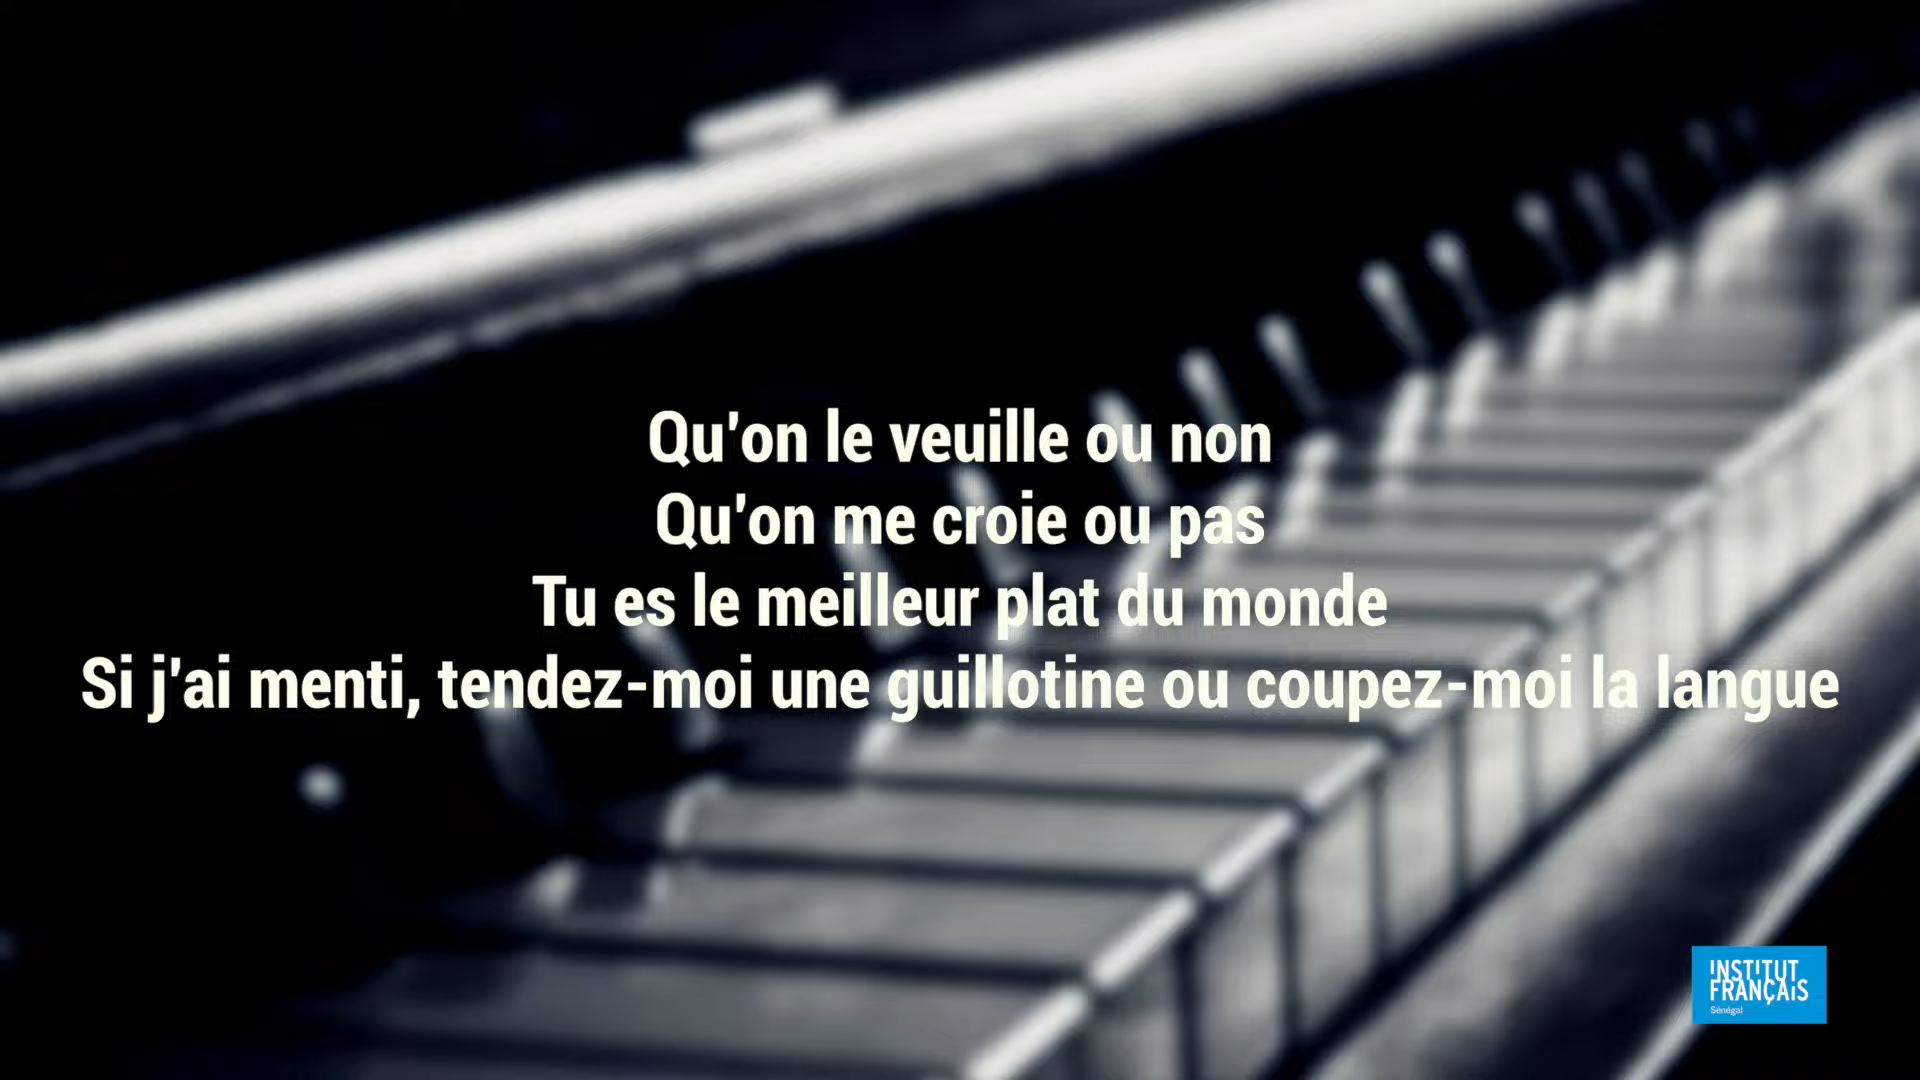 Qu'on le veuille ou non
Qu'on me croie ou pas
Tu es le meilleur plat du monde
Si j'ai menti, tendez-moi une guillotine ou coupez-moi la langue
INSTITUT
FRANÇAIS
Sénégal